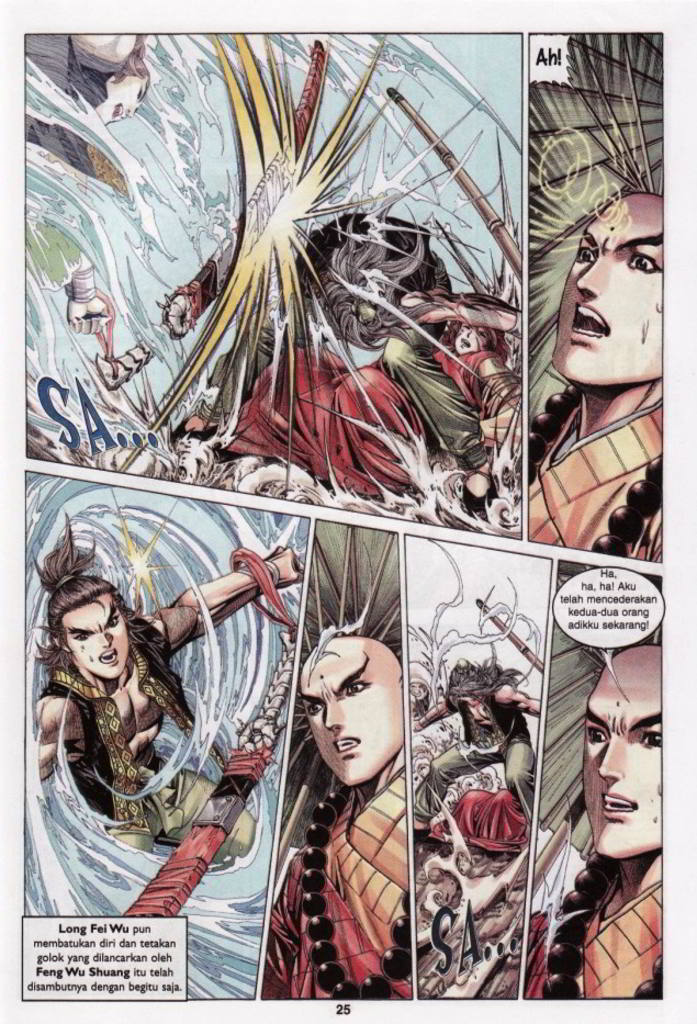 Ah!
SA...
Long Fei Wu pun
membatukan diri dan tetakan
golok yang dilancarkan oleh
Feng Wu Shuang itu telah
disambutnya dengan begitu saja.
SA...
Ha,
ha, ha! Aku
telah mencederakan
kedua-dua orang
adikku sekarang!
25